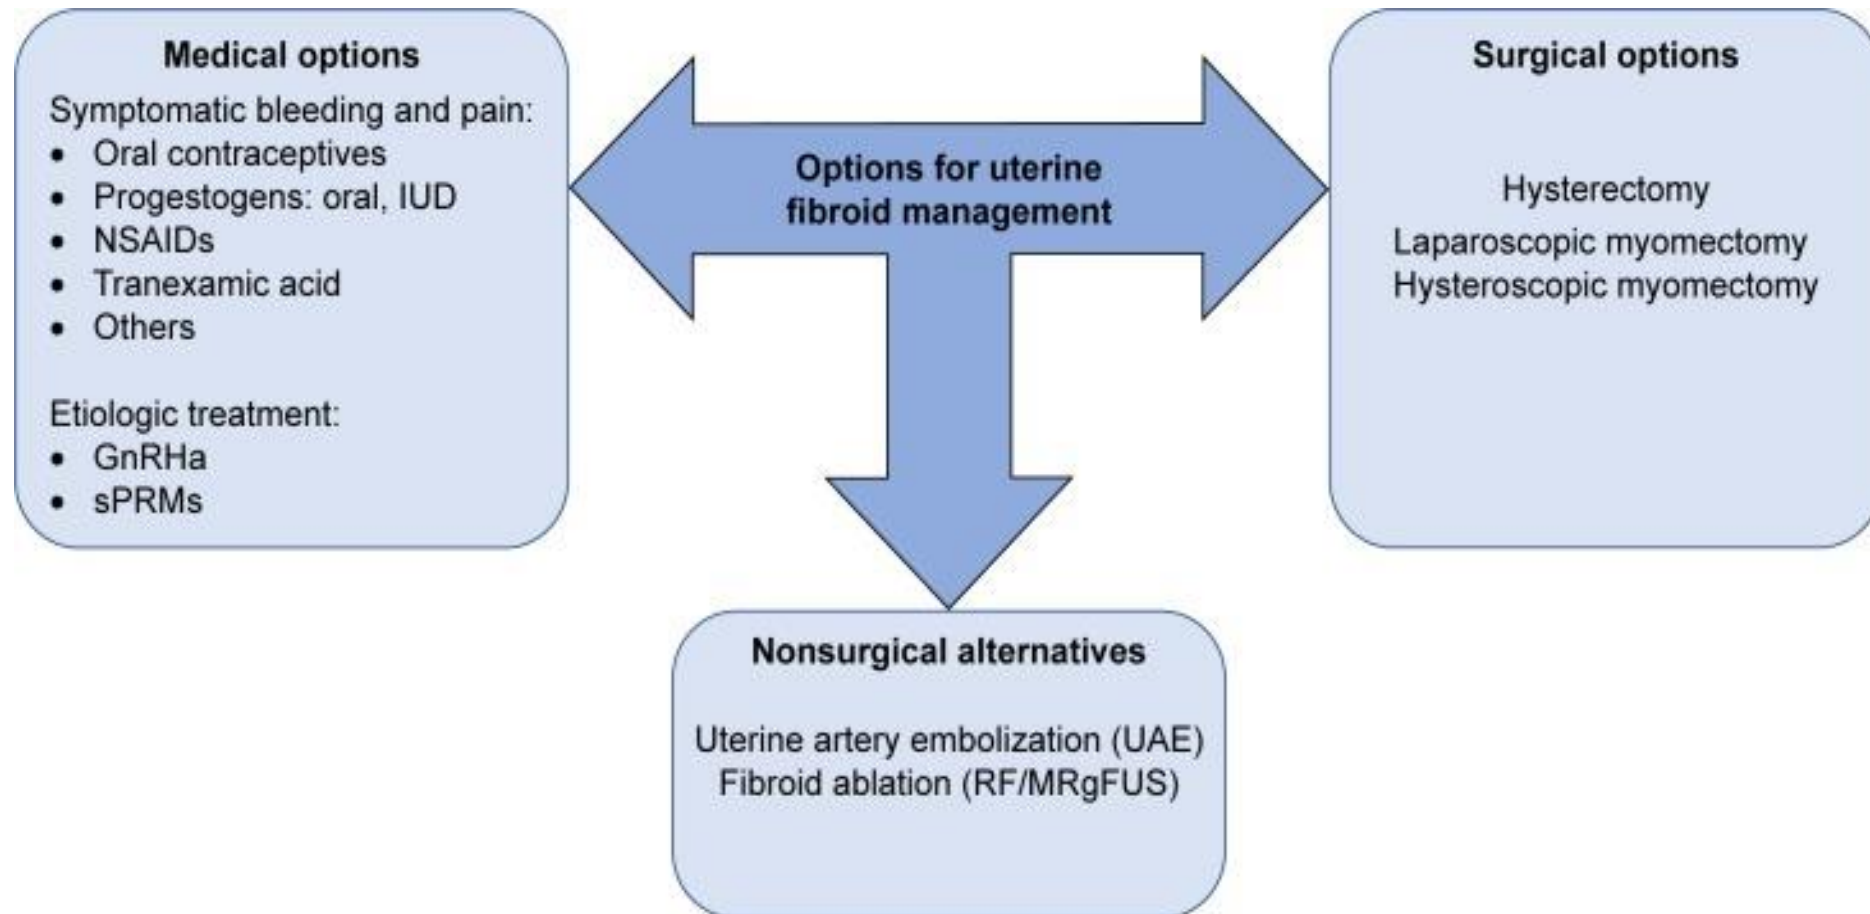 Medical options
Symptomatic bleeding and pain:
• Oral contraceptives
• Progestogens: oral, IUD
• NSAIDs
• Tranexamic acid
• Others
Etiologic treatment:
• GnRHa
• sPRMs
Options for uterine
fibroid management
Surgical options
Hysterectomy
Laparoscopic myomectomy
Hysteroscopic myomectomy
Nonsurgical alternatives
Uterine artery embolization (UAE)
Fibroid ablation (RF/MRgFUS)